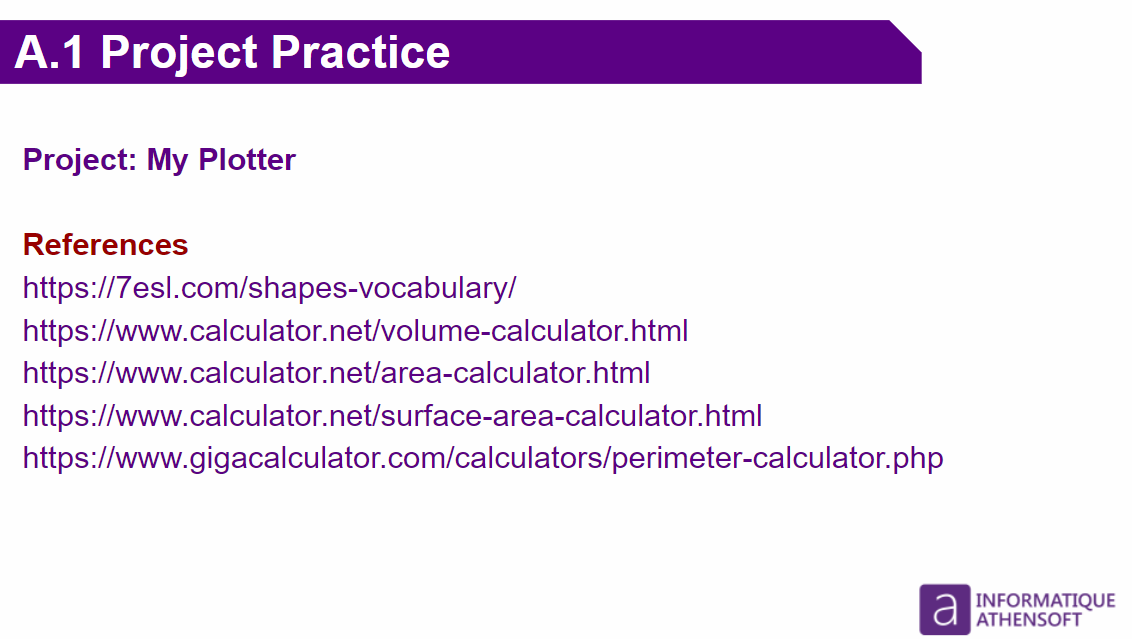 A.1 Project Practice
Project: My Plotter
References
https://7esl.com/shapes-vocabulary/
https://www.calculator.net/volume-calculator.html
https://www.calculator.net/area-calculator.html
https://www.calculator.net/surface-area-calculator.html
https://www.gigacalculator.com/calculators/perimeter-calculator.php
a
INFORMATIQUE
ATHENSOFT